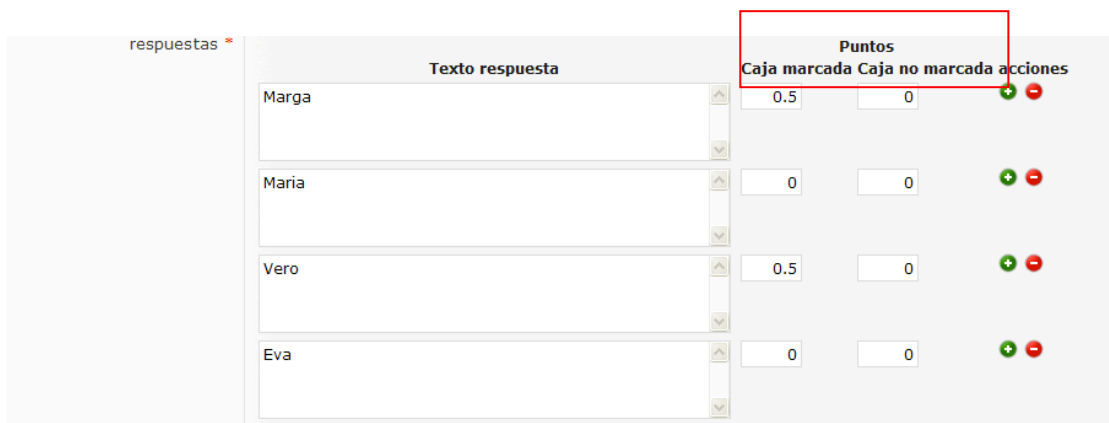 respuestas *
Puntos
Texto respuesta Caja marcada Caja no marcada acciones
Marga 0.5 0
Maria 0 0
Vero 0.5 0
Eva 0 0